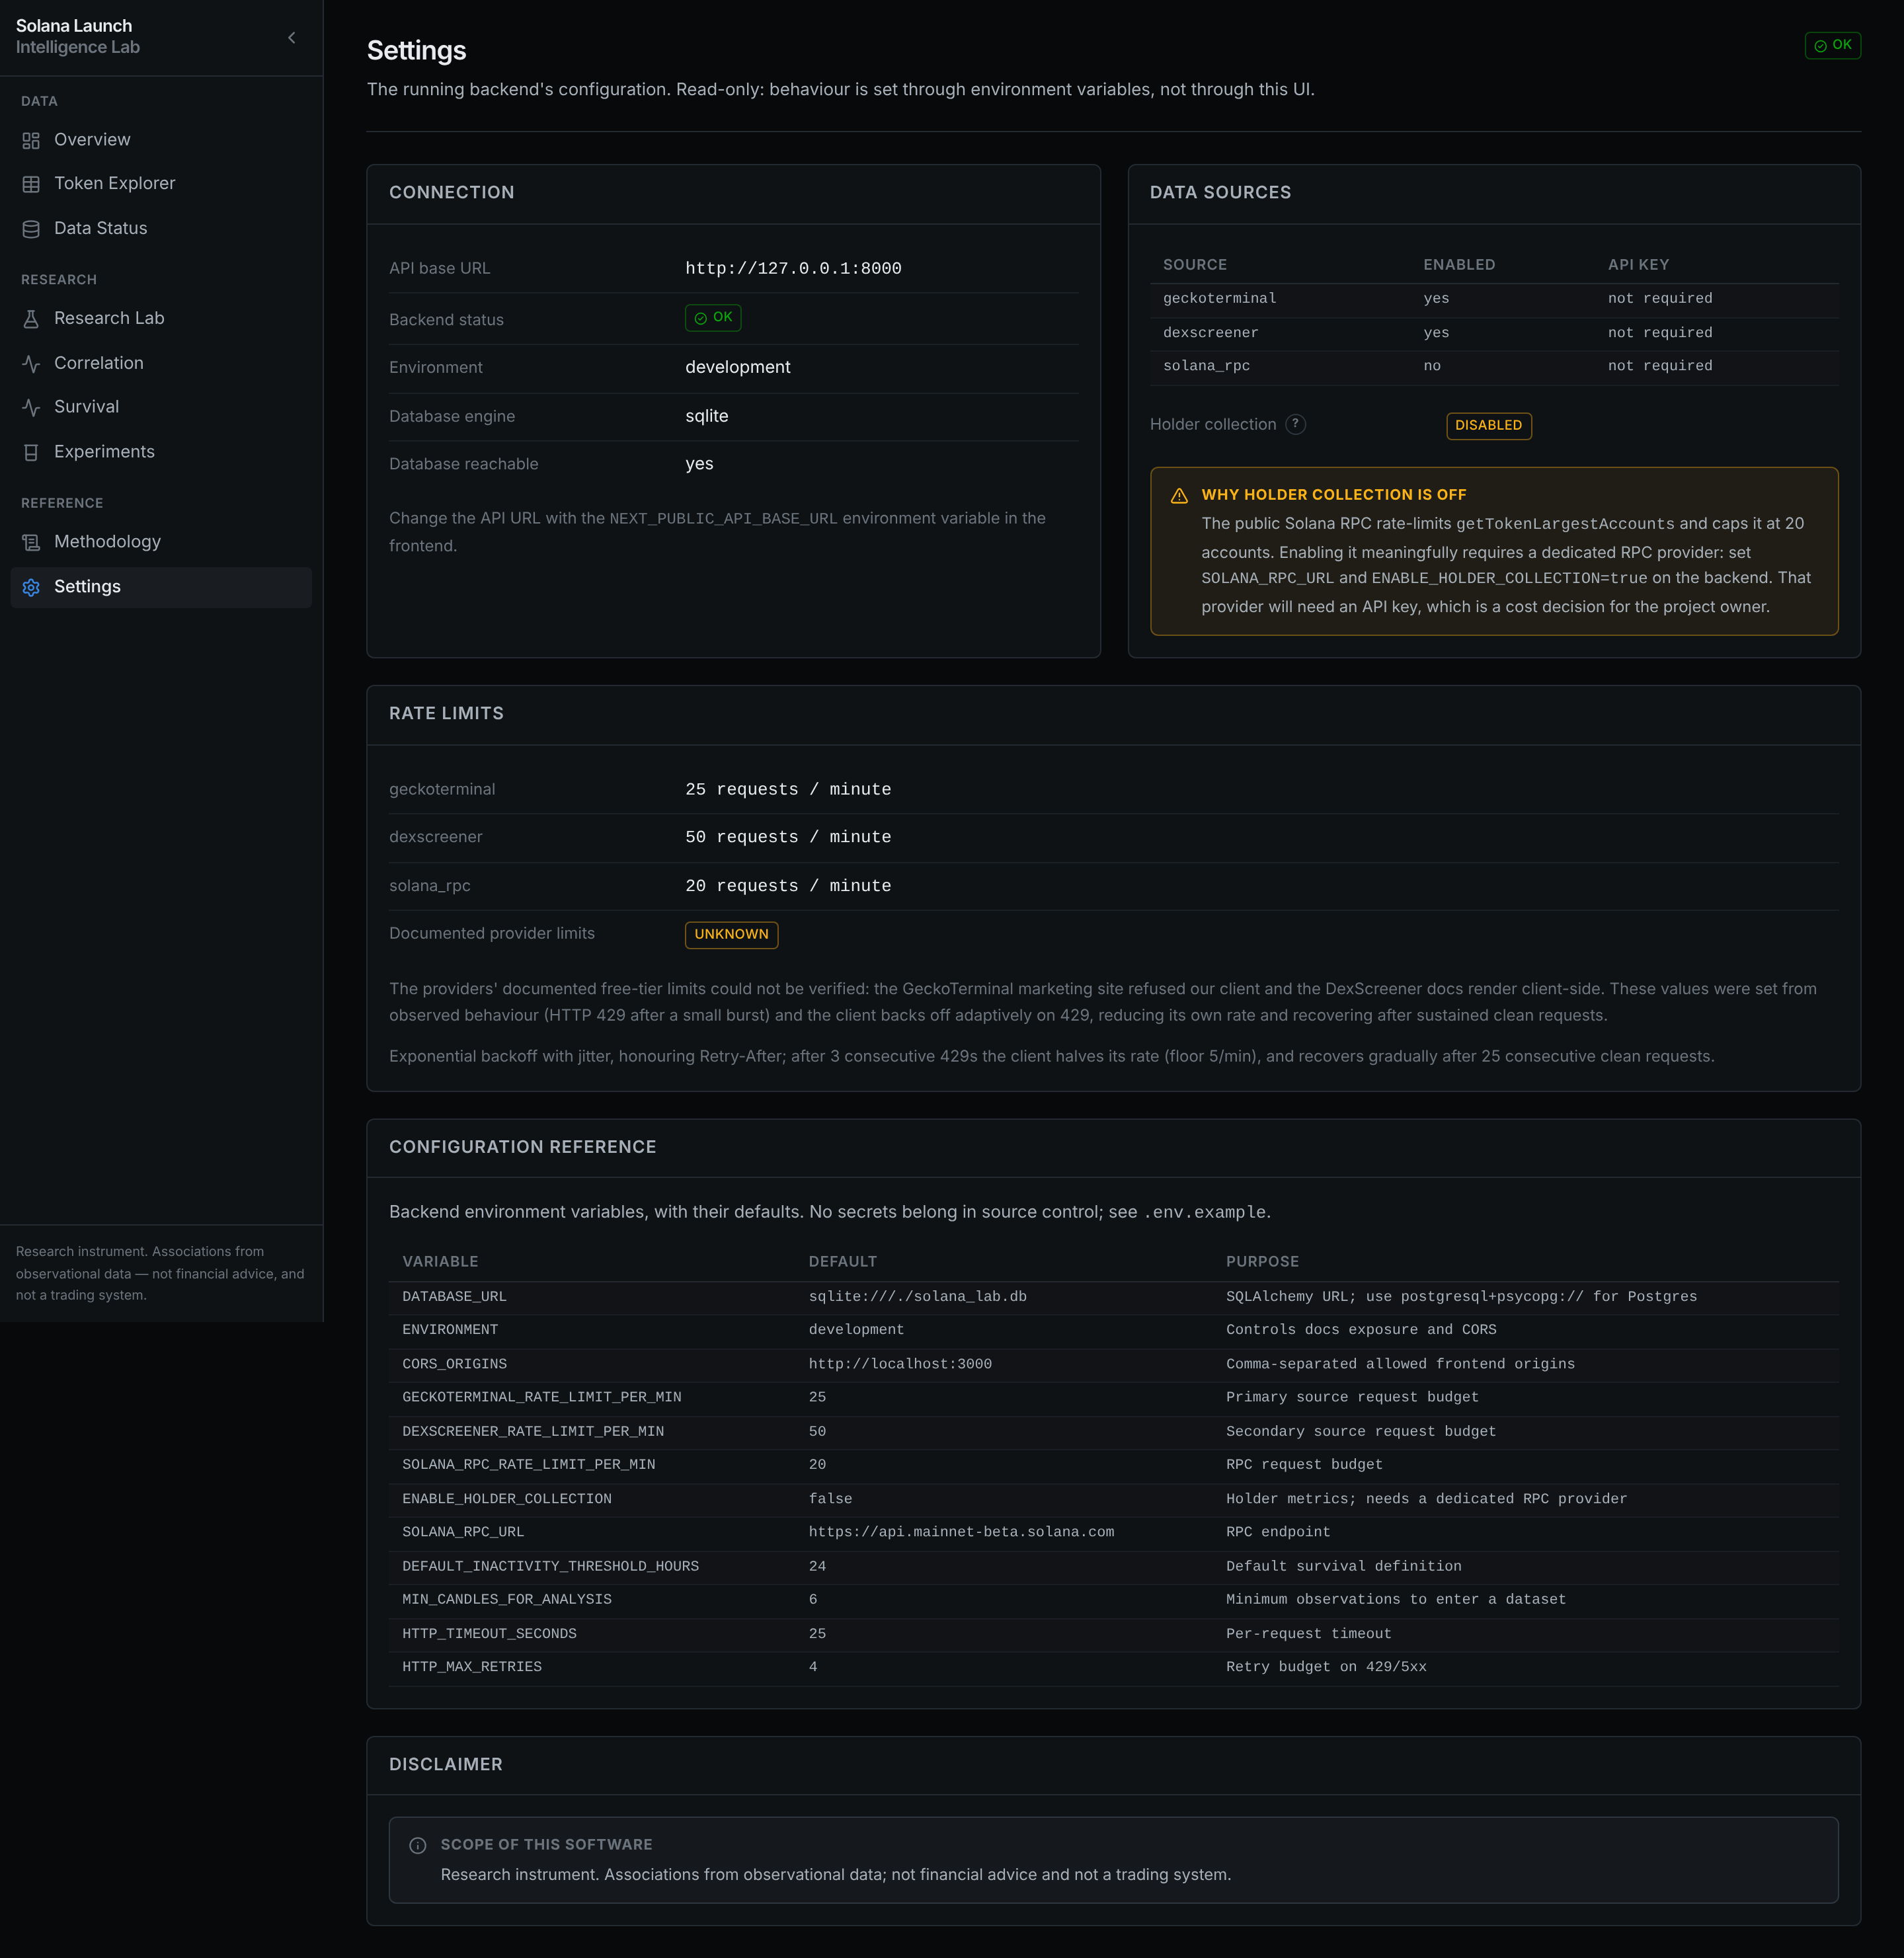 Solana Launch
Intelligence Lab
DATA
Overview
Token Explorer
Data Status
RESEARCH
Research Lab
Correlation
Survival
Experiments
REFERENCE
Methodology
Settings
Research instrument. Associations from
observational data — not financial advice, and
not a trading system.
Settings
OK
The running backend's configuration. Read-only: behaviour is set through environment variables, not through this UI.
CONNECTION
API base URL http://127.0.0.1:8000
Backend status OK
Environment development
Database engine sqlite
Database reachable yes
Change the API URL with the NEXT_PUBLIC_API_BASE_URL environment variable in the
frontend.
DATA SOURCES
SOURCE ENABLED API KEY
geckoterminal yes not required
dexscreener yes not required
solana_rpc no not required
Holder collection ? DISABLED
WHY HOLDER COLLECTION IS OFF
The public Solana RPC rate-limits getTokenLargestAccounts and caps it at 20
accounts. Enabling it meaningfully requires a dedicated RPC provider: set
SOLANA_RPC_URL and ENABLE_HOLDER_COLLECTION=true on the backend. That
provider will need an API key, which is a cost decision for the project owner.
RATE LIMITS
geckoterminal 25 requests / minute
dexscreener 50 requests / minute
solana_rpc 20 requests / minute
Documented provider limits UNKNOWN
The providers' documented free-tier limits could not be verified: the GeckoTerminal marketing site refused our client and the DexScreener docs render client-side. These values were set from
observed behaviour (HTTP 429 after a small burst) and the client backs off adaptively on 429, reducing its own rate and recovering after sustained clean requests.
Exponential backoff with jitter, honouring Retry-After; after 3 consecutive 429s the client halves its rate (floor 5/min), and recovers gradually after 25 consecutive clean requests.
CONFIGURATION REFERENCE
Backend environment variables, with their defaults. No secrets belong in source control; see .env.example.
VARIABLE DEFAULT PURPOSE
DATABASE_URL sqlite:///./solana_lab.db SQLAlchemy URL; use postgresql+psycopg:// for Postgres
ENVIRONMENT development Controls docs exposure and CORS
CORS_ORIGINS http://localhost:3000 Comma-separated allowed frontend origins
GECKOTERMINAL_RATE_LIMIT_PER_MIN 25 Primary source request budget
DEXSCREENER_RATE_LIMIT_PER_MIN 50 Secondary source request budget
SOLANA_RPC_RATE_LIMIT_PER_MIN 20 RPC request budget
ENABLE_HOLDER_COLLECTION false Holder metrics; needs a dedicated RPC provider
SOLANA_RPC_URL https://api.mainnet-beta.solana.com RPC endpoint
DEFAULT_INACTIVITY_THRESHOLD_HOURS 24 Default survival definition
MIN_CANDLES_FOR_ANALYSIS 6 Minimum observations to enter a dataset
HTTP_TIMEOUT_SECONDS 25 Per-request timeout
HTTP_MAX_RETRIES 4 Retry budget on 429/5xx
DISCLAIMER
SCOPE OF THIS SOFTWARE
Research instrument. Associations from observational data; not financial advice and not a trading system.